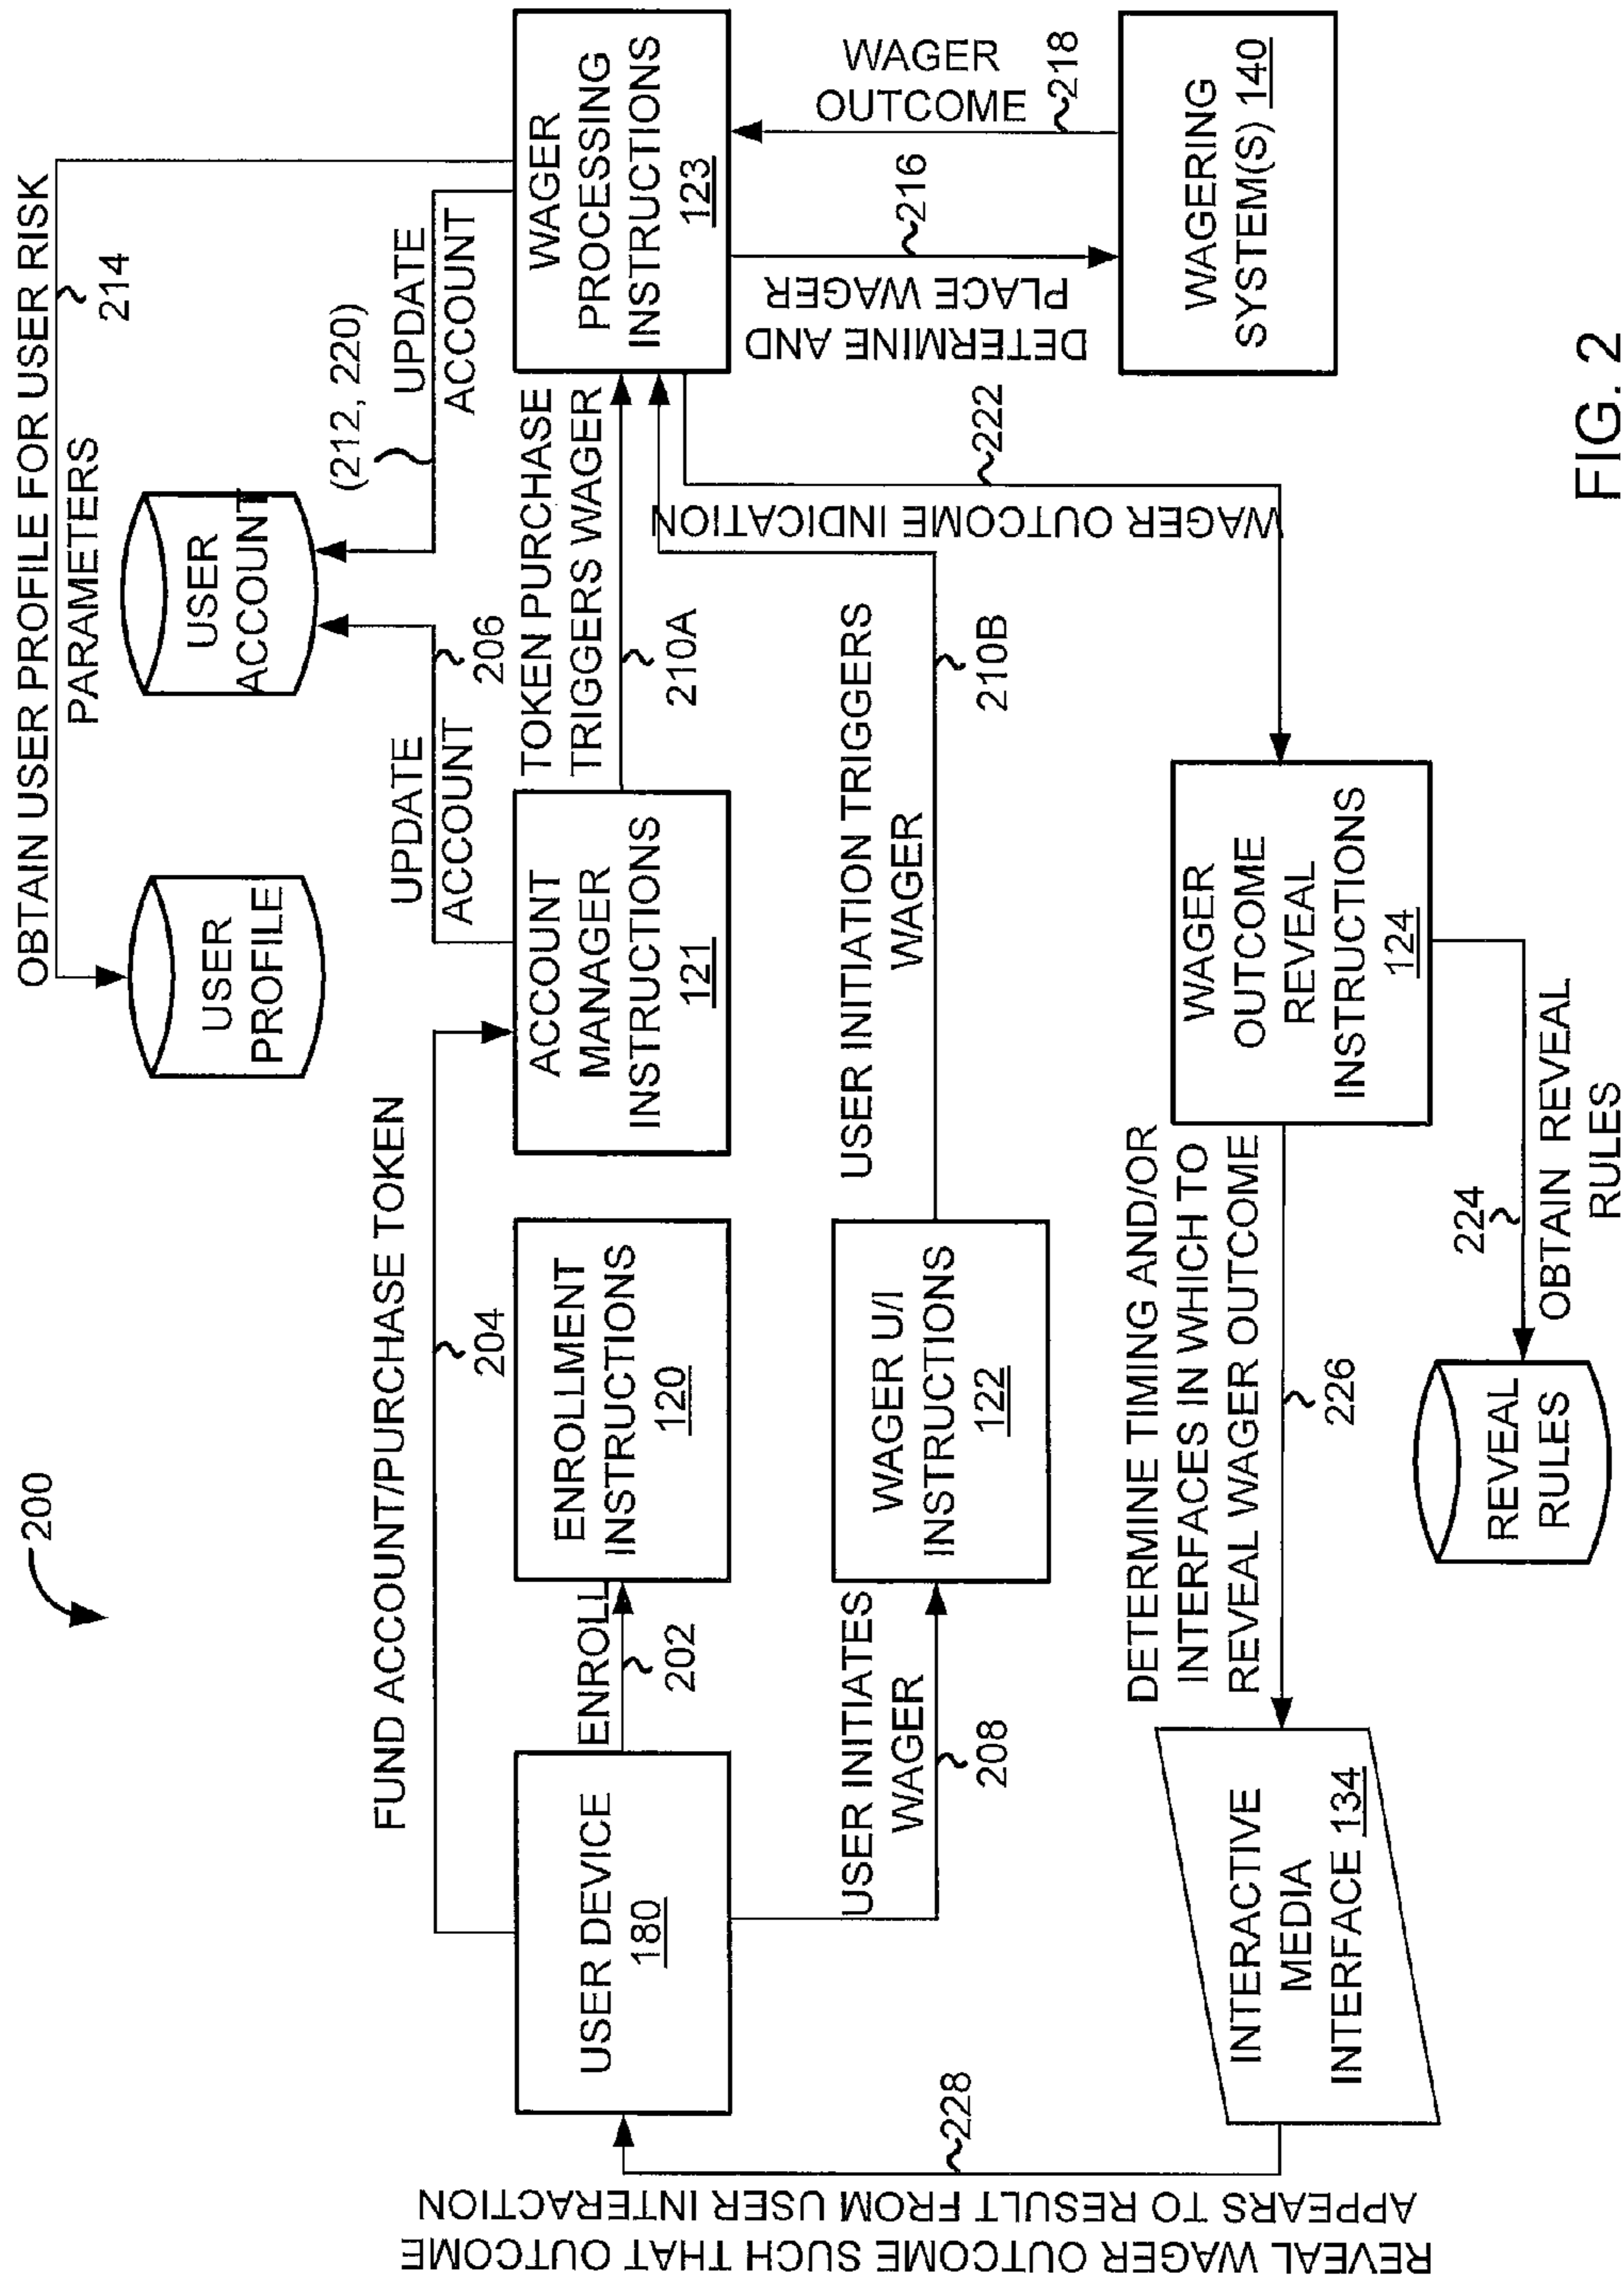 200
OBTAIN USER PROFILE FOR USER RISK
PARAMETERS
214
USER
PROFILE
USER
ACCOUNT
(212, 220)
UPDATE
ACCOUNT
UPDATE
ACCOUNT
206
FUND ACCOUNT/PURCHASE TOKEN
204
USER DEVICE
180
ENROLL
202
ENROLLMENT
INSTRUCTIONS
120
ACCOUNT
MANAGER
INSTRUCTIONS
121
TOKEN PURCHASE
TRIGGERS WAGER
210A
WAGER
PROCESSING
INSTRUCTIONS
123
USER INITIATES
WAGER
208
WAGER U/I
INSTRUCTIONS
122
USER INITIATION TRIGGERS
WAGER
210B
WAGER OUTCOME INDICATION
222
DETERMINE AND
PLACE WAGER
216
WAGER
OUTCOME
218
WAGERING
SYSTEM(S) 140
WAGER
OUTCOME
REVEAL
INSTRUCTIONS
124
DETERMINE TIMING AND/OR
INTERFACES IN WHICH TO
REVEAL WAGER OUTCOME
226
224
OBTAIN REVEAL
RULES
REVEAL
RULES
INTERACTIVE
MEDIA
INTERFACE 134
228
REVEAL WAGER OUTCOME SUCH THAT OUTCOME
APPEARS TO RESULT FROM USER INTERACTION
FIG. 2